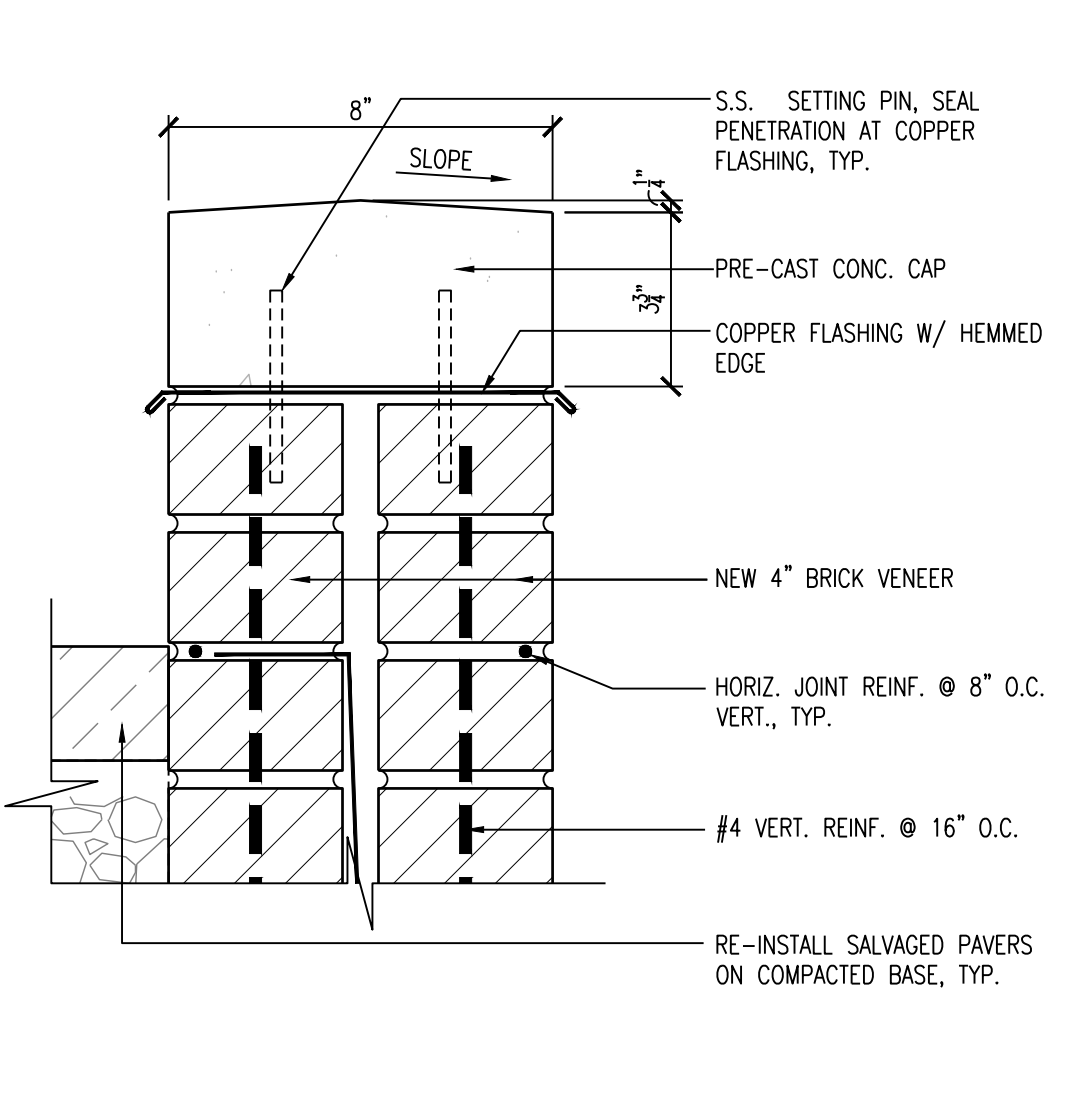 8"
S.S. SETTING PIN, SEAL
PENETRATION AT COPPER
FLASHING, TYP.
SLOPE
1/4"
PRE-CAST CONC. CAP
3 3/4"
COPPER FLASHING W/ HEMMED
EDGE
NEW 4" BRICK VENEER
HORIZ. JOINT REINF. @ 8" O.C.
VERT., TYP.
#4 VERT. REINF. @ 16" O.C.
RE-INSTALL SALVAGED PAVERS
ON COMPACTED BASE, TYP.